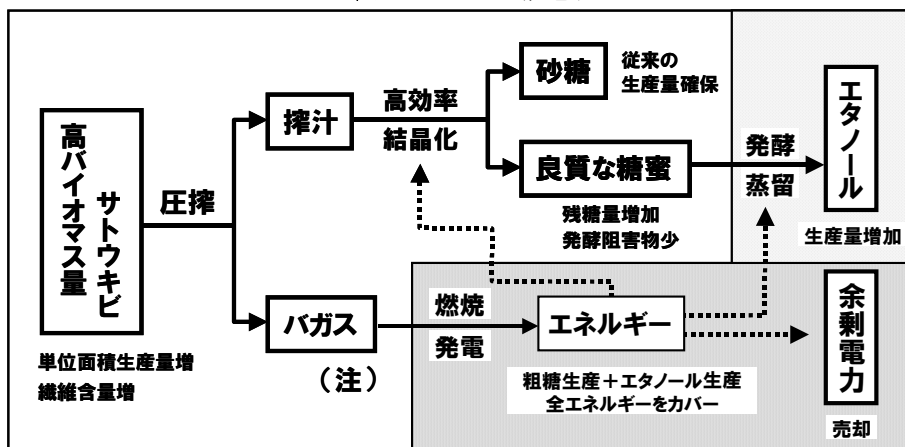 高バイオマス量
サトウキビ
単位面積生産量増
繊維含量増
圧搾
搾汁
高効率
結晶化
砂糖
従来の
生産量確保
良質な糖蜜
残糖量増加
発酵阻害物少
発酵
蒸留
エタノール
生産量増加
バガス
（注）
燃焼
発電
エネルギー
粗糖生産＋エタノール生産
全エネルギーをカバー
余剰電力
売却